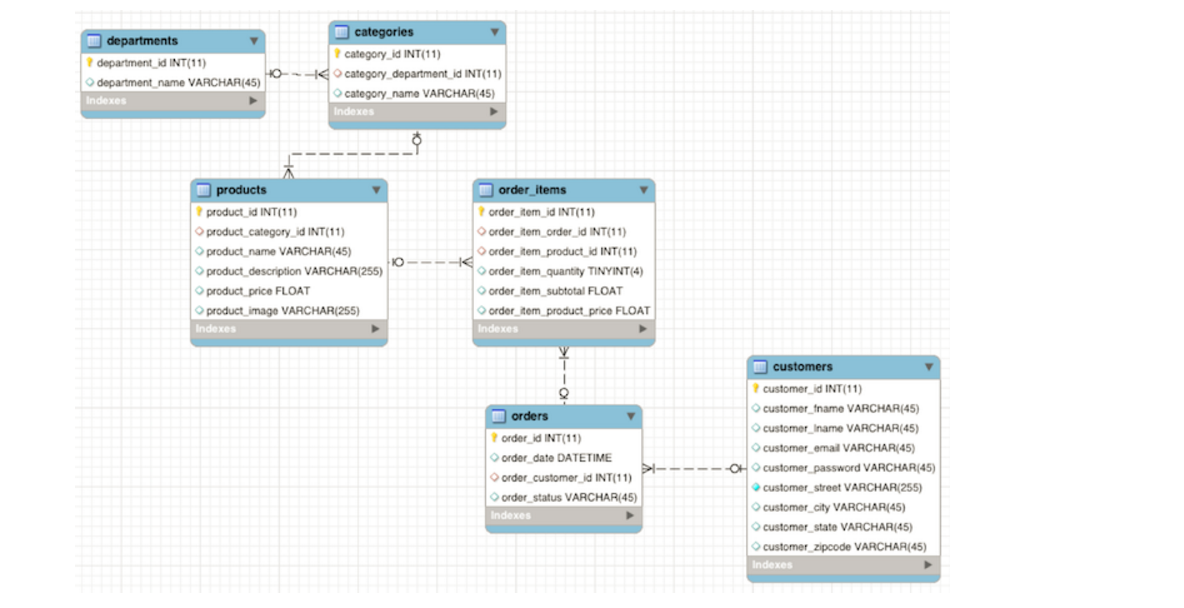 departments
department_id INT(11)
department_name VARCHAR(45)
Indexes
categories
category_id INT(11)
category_department_id INT(11)
category_name VARCHAR(45)
Indexes
products
product_id INT(11)
product_category_id INT(11)
product_name VARCHAR(45)
product_description VARCHAR(255)
product_price FLOAT
product_image VARCHAR(255)
Indexes
order_items
order_item_id INT(11)
order_item_order_id INT(11)
order_item_product_id INT(11)
order_item_quantity TINYINT(4)
order_item_subtotal FLOAT
order_item_product_price FLOAT
Indexes
orders
order_id INT(11)
order_date DATETIME
order_customer_id INT(11)
order_status VARCHAR(45)
Indexes
customers
customer_id INT(11)
customer_fname VARCHAR(45)
customer_lname VARCHAR(45)
customer_email VARCHAR(45)
customer_password VARCHAR(45)
customer_street VARCHAR(255)
customer_city VARCHAR(45)
customer_state VARCHAR(45)
customer_zipcode VARCHAR(45)
Indexes